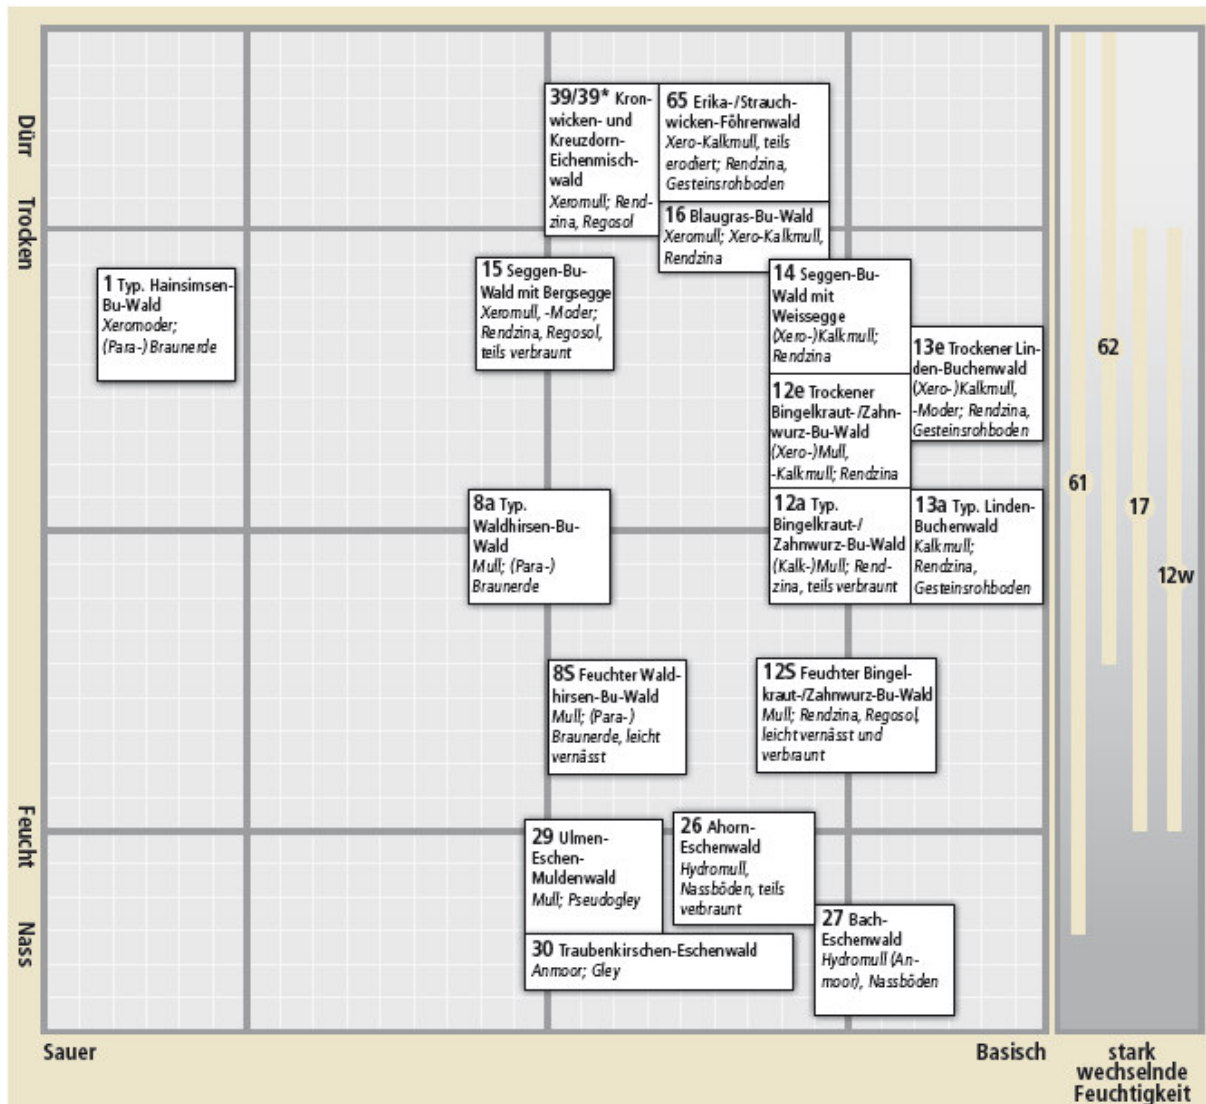 Dürr
Trocken
Feucht
Nass
39/39* Kron-
wicken- und
Kreuzdorn-
Eichenmisch-
wald
Xeromull; Rend-
zina, Regosol
65 Erika-/Strauch-
wicken-Föhrenwald
Xero-Kalkmull, teils
erodiert; Rendzina,
Gesteinsrohboden
16 Blaugras-Bu-Wald
Xeromull; Xero-Kalkmull,
Rendzina
1 Typ. Hainsimsen-
Bu-Wald
Xeromoder;
(Para-) Braunerde
15 Seggen-Bu-
Wald mit Bergsegge
Xeromull, -Moder;
Rendzina, Regosol,
teils verbraunt
14 Seggen-Bu-
Wald mit
Weissegge
(Xero-)Kalkmull;
Rendzina
13e Trockener Lin-
den-Buchenwald
(Xero-)Kalkmull,
-Moder; Rendzina,
Gesteinsrohboden
12e Trockener
Bingelkraut-/Zahn-
wurz-Bu-Wald
(Xero-)Mull,
-Kalkmull; Rendzina
8a Typ.
Waldhirsen-Bu-
Wald
Mull; (Para-)
Braunerde
12a Typ.
Bingelkraut-/
Zahnwurz-Bu-Wald
(Kalk-)Mull; Rend-
zina, teils verbraunt
13a Typ. Linden-
Buchenwald
Kalkmull;
Rendzina,
Gesteinsrohboden
8S Feuchter Wald-
hirsen-Bu-Wald
Mull; (Para-)
Braunerde, leicht
vernässt
12S Feuchter Bingel-
kraut-/Zahnwurz-Bu-Wald
Mull; Rendzina, Regosol,
leicht vernässt und
verbraunt
29 Ulmen-
Eschen-
Muldenwald
Mull; Pseudogley
26 Ahorn-
Eschenwald
Hydromull,
Nassböden, teils
verbraunt
30 Traubenkirschen-Eschenwald
Anmoor; Gley
27 Bach-
Eschenwald
Hydromull (An-
moor), Nassböden
62
61
17
12w
Sauer
Basisch
stark
wechselnde
Feuchtigkeit